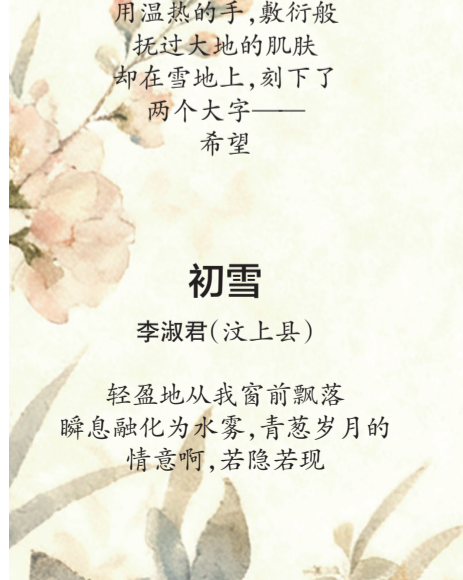 用温热的手,敷衍般
抚过大地的肌肤
却在雪地上,刻下了
两个大字——
希望
初雪
李淑君(汶上县)
轻盈地从我窗前飘落
瞬息融化为水雾,青葱岁月的
情意啊,若隐若现